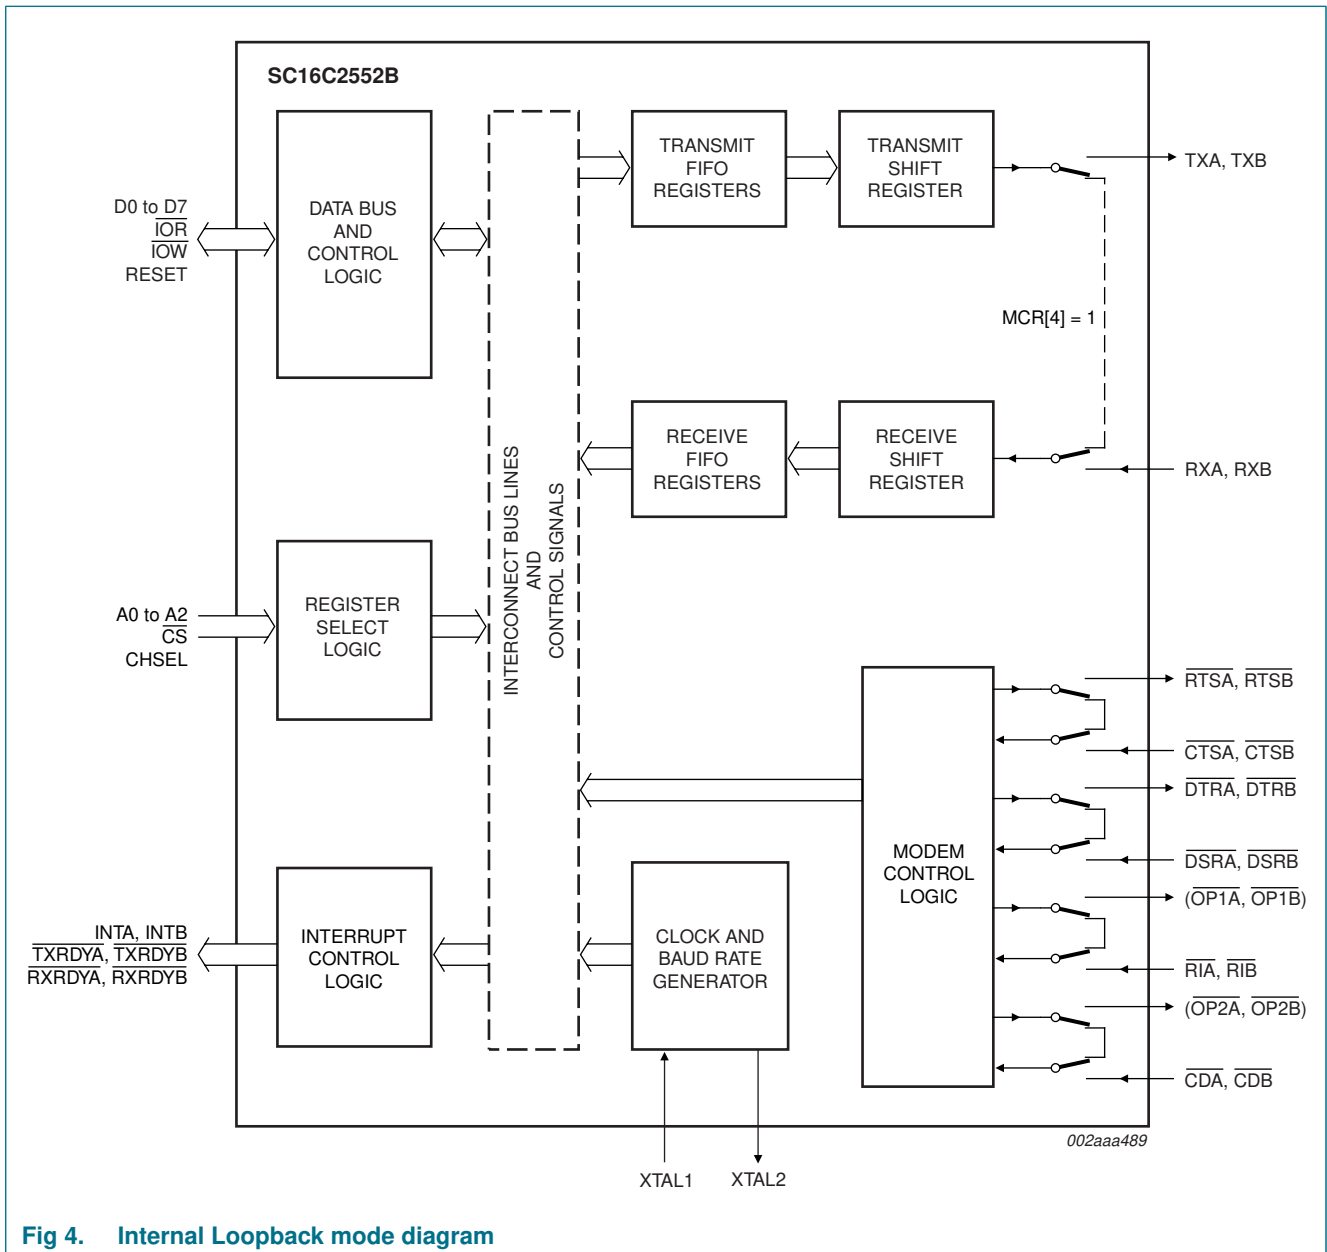 SC16C2552B
D0 to D7
IOR
IOW
RESET
DATA BUS
AND
CONTROL
LOGIC
A0 to A2
CS
CHSEL
REGISTER
SELECT
LOGIC
INTA, INTB
TXRDYA, TXRDYB
RXRDYA, RXRDYB
INTERRUPT
CONTROL
LOGIC
INTERCONNECT BUS LINES
AND
CONTROL SIGNALS
TRANSMIT
FIFO
REGISTERS
TRANSMIT
SHIFT
REGISTER
TXA, TXB
MCR[4] = 1
RECEIVE
FIFO
REGISTERS
RECEIVE
SHIFT
REGISTER
RXA, RXB
CLOCK AND
BAUD RATE
GENERATOR
XTAL1
XTAL2
MODEM
CONTROL
LOGIC
RTSA, RTSB
CTSA, CTSB
DTRA, DTRB
DSRA, DSRB
(OP1A, OP1B)
RIA, RIB
(OP2A, OP2B)
CDA, CDB
002aaa489
Fig 4. Internal Loopback mode diagram